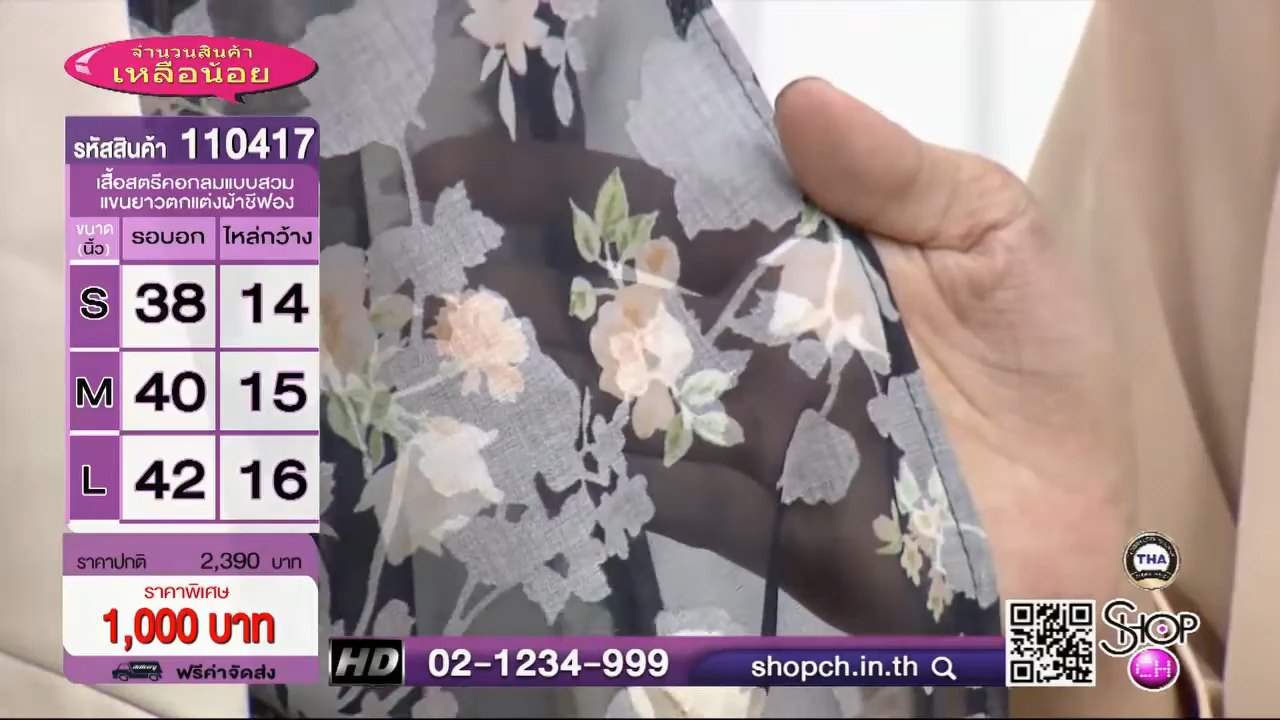 จำนวนสินค้า
เหลือน้อย
รหัสสินค้า 110417
เสื้อสตรีคอกลมแบบสวม
แขนยาวตกแต่งผ้าชีฟอง
ขนาด (นิ้ว) รอบอก ไหล่กว้าง
S 38 14
M 40 15
L 42 16
ราคาปกติ 2,390 บาท
ราคาพิเศษ
1,000 บาท
delivery ฟรีค่าจัดส่ง
HD 02-1234-999 shopch.in.th
THA
SHOP
CH